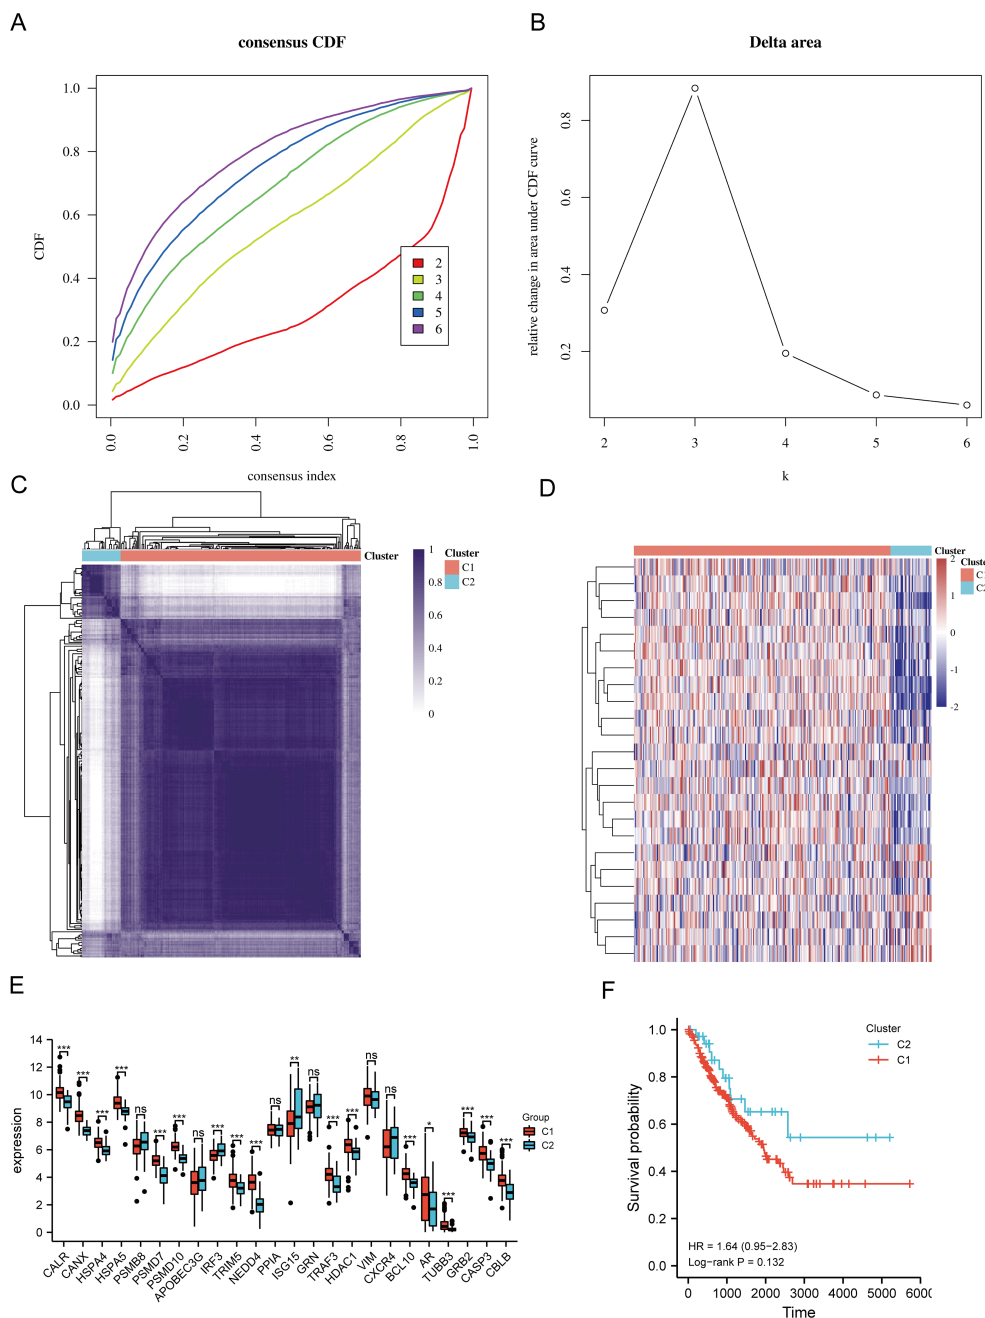 A
consensus CDF
CDF
1.0
0.8
0.6
0.4
0.2
0.0
2
3
4
5
6
0.0
0.2
0.4
0.6
0.8
1.0
consensus index
B
Delta area
relative change in area under CDF curve
0.8
0.6
0.4
0.2
2
3
4
5
6
k
C
Cluster
1
0.8
0.6
0.4
0.2
0
Cluster
C1
C2
D
Cluster
2
1
0
-1
-2
Cluste
C
C2
E
expression
14
12
10
8
6
4
2
0
*** *** *** *** ns *** *** ns *** *** *** ns ** ns *** *** ns ns *** * *** *** *** ***
Group
C1
C2
CALR
CANX
HSPA4
HSPA5
PSMB8
PSMD7
PSMD10
APOBEC3G
IRF3
TRIM5
NEDD4
PPIA
ISG15
GRN
TRAF3
HDAC1
VIM
CXCR4
BCL10
AR
TUBB3
GRB2
CASP3
CBLB
F
Survival probability
1.0
0.8
0.6
0.4
0.2
0.0
Cluster
C2
C1
HR = 1.64 (0.95−2.83)
Log−rank P = 0.132
0
1000
2000
3000
4000
5000
600
Time